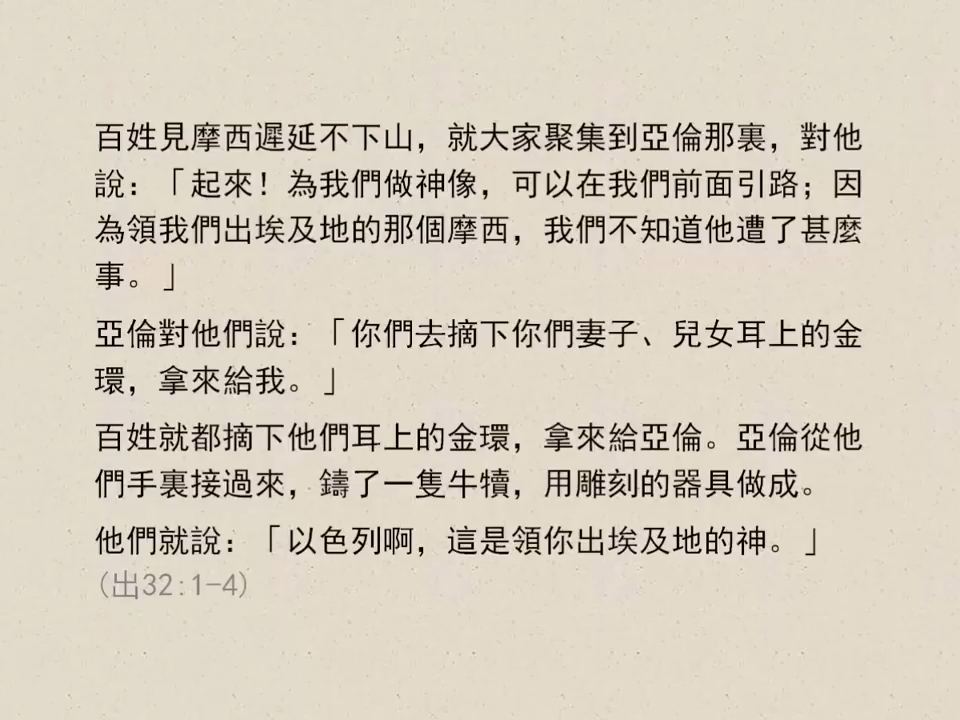 百姓見摩西遲延不下山，就大家聚集到亞倫那裏，對他
說：「起來！為我們做神像，可以在我們前面引路；因
為領我們出埃及地的那個摩西，我們不知道他遭了甚麼
事。」
亞倫對他們說：「你們去摘下你們妻子、兒女耳上的金
環，拿來給我。」
百姓就都摘下他們耳上的金環，拿來給亞倫。亞倫從他
們手裏接過來，鑄了一隻牛犢，用雕刻的器具做成。
他們就說：「以色列啊，這是領你出埃及地的神。」
(出32:1-4)